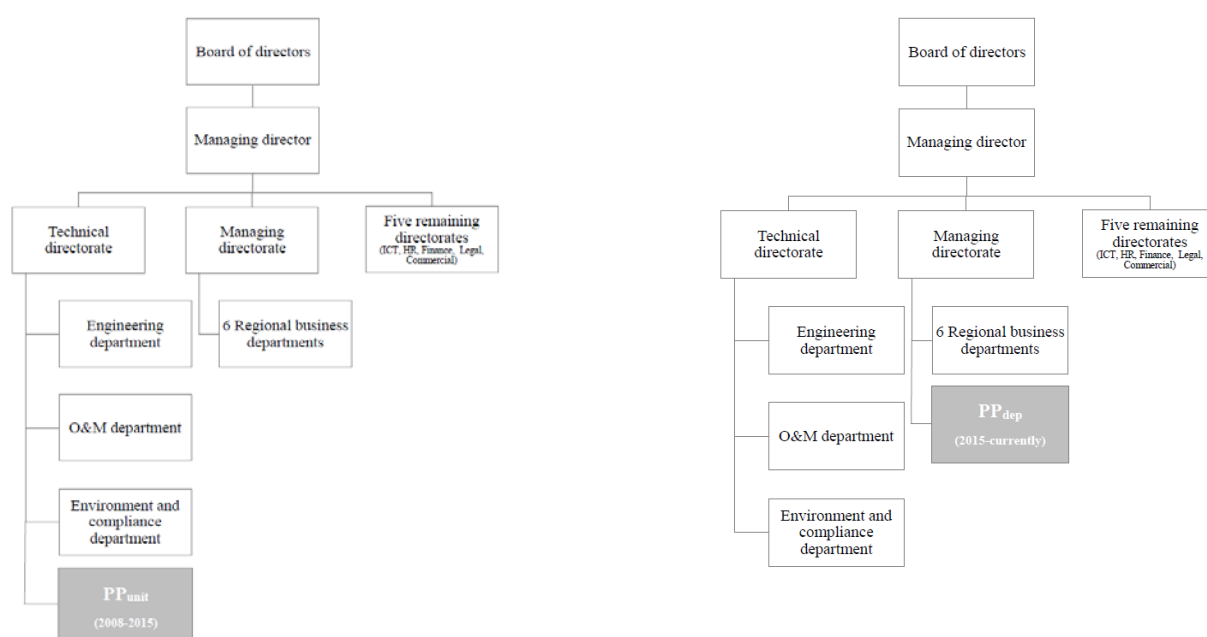 Board of directors
Managing director
Technical
directorate
Managing
directorate
Five remaining
directorates
(ICT, HR, Finance, Legal,
Commercial)
Engineering
department
6 Regional business
departments
O&M department
Environment and
compliance
department
PPunit
(2008-2015)
Board of directors
Managing director
Technical
directorate
Managing
directorate
Five remaining
directorates
(ICT, HR, Finance, Legal,
Commercial)
Engineering
department
6 Regional business
departments
PPdep
(2015-currently)
O&M department
Environment and
compliance
department